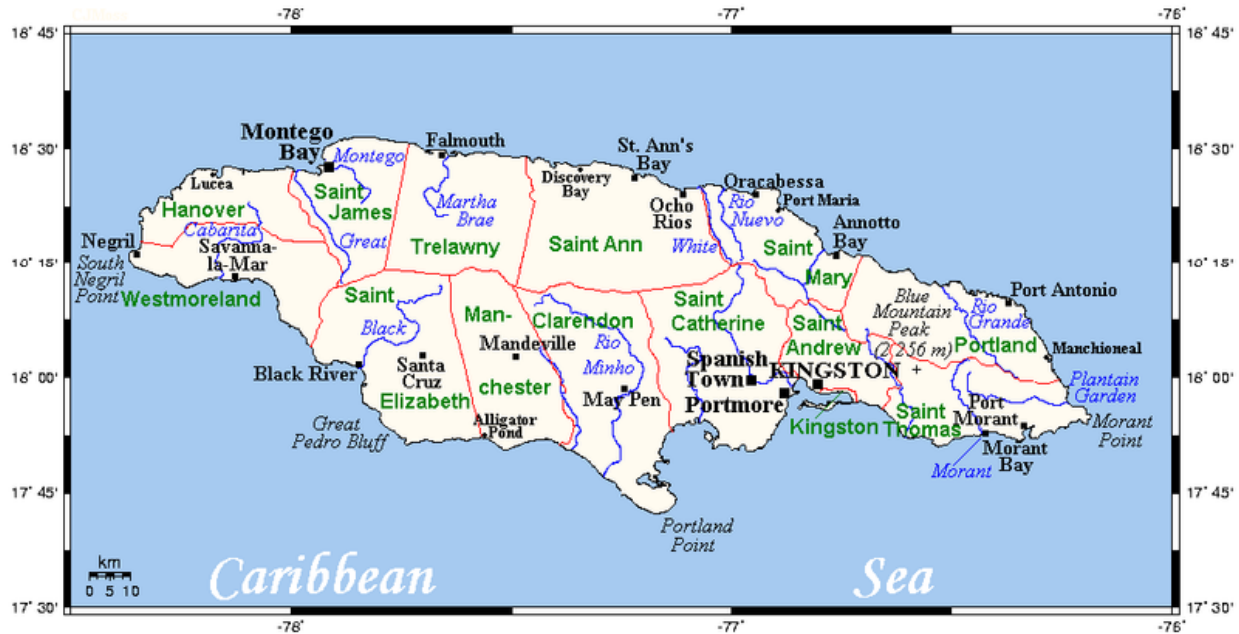 -78˚
-77˚
-76˚
18˚ 45'
18˚ 45'
18˚ 30'
18˚ 30'
18˚ 15'
18˚ 15'
18˚ 00'
18˚ 00'
17˚ 45'
17˚ 45'
17˚ 30'
17˚ 30'
Montego
Bay
Montego
Falmouth
St. Ann's
Bay
Lucea
Hanover
Saint
James
Martha
Brae
Discovery
Bay
Ocho
Rios
Oracabessa
Rio
Nuevo
Port Maria
Annotto
Bay
Negril
South
Negril
Point
Cabarita
Savanna-
la-Mar
Westmoreland
Great
Trelawny
Saint Ann
White
Saint
Mary
Saint
Black
Black River
Santa
Cruz
Elizabeth
Great
Pedro Bluff
Man-
chester
Mandeville
Alligator
Pond
Clarendon
Rio
Minho
May Pen
Saint
Catherine
Spanish
Town
Portmore
Saint
Andrew
KINGSTON
Kingston
Blue
Mountain
Peak
(2 256 m)
+
Port Antonio
Rio
Grande
Portland
Manchioneal
Plantain
Garden
Saint
Thomas
Port
Morant
Morant
Point
Morant
Bay
Morant
Portland
Point
km
0 5 10
Caribbean Sea
-78˚
-77˚
-76˚